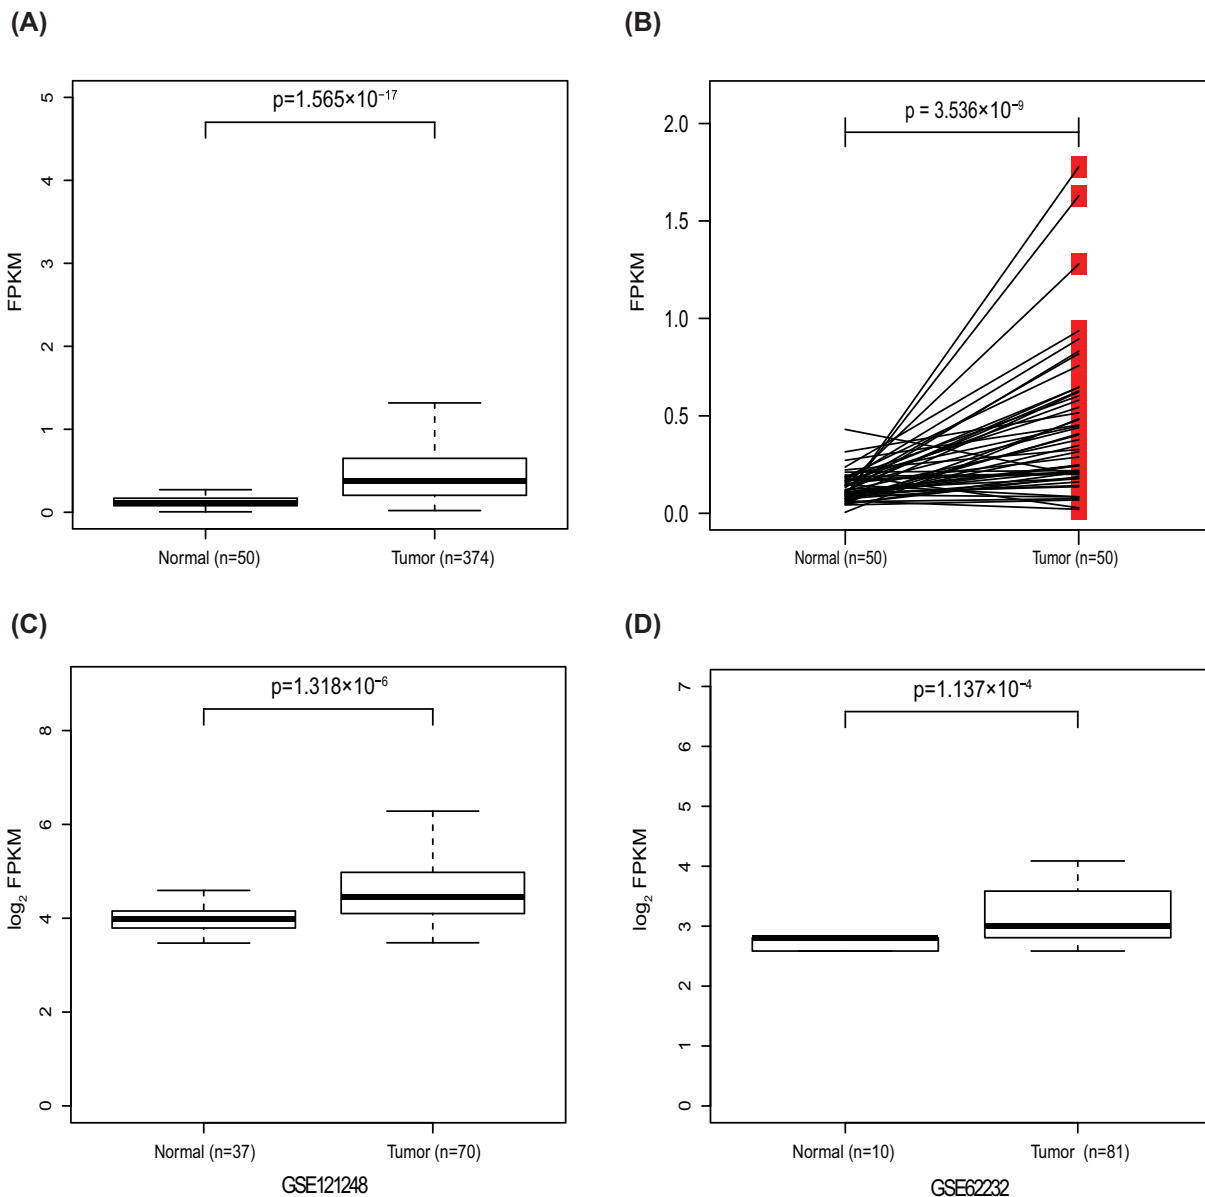 (A)
p=1.565×10⁻¹⁷
5
4
3
2
1
0
FPKM
Normal (n=50) Tumor (n=374)
(B)
p = 3.536×10⁻⁹
2.0
1.5
1.0
0.5
0.0
FPKM
Normal (n=50) Tumor (n=50)
(C)
p=1.318×10⁻⁶
8
6
4
2
0
log₂ FPKM
Normal (n=37) Tumor (n=70)
GSE121248
(D)
p=1.137×10⁻⁴
7
6
5
4
3
2
1
0
log₂ FPKM
Normal (n=10) Tumor (n=81)
GSE62232